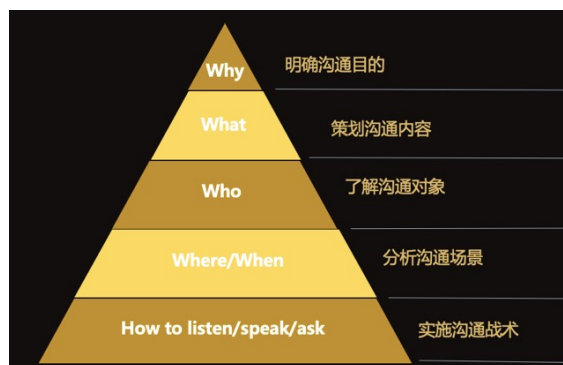 Why
明确沟通目的
What
策划沟通内容
Who
了解沟通对象
Where/When
分析沟通场景
How to listen/speak/ask
实施沟通战术